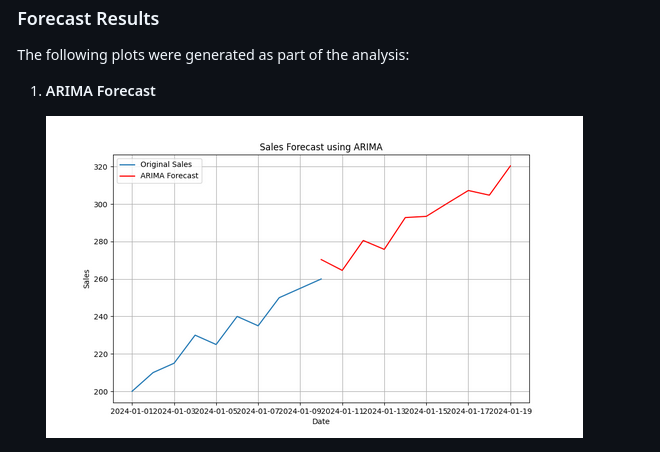 Forecast Results
The following plots were generated as part of the analysis:
1. ARIMA Forecast
Sales Forecast using ARIMA
Original Sales
ARIMA Forecast
320
300
280
260
240
220
200
Sales
2024-01-01 2024-01-03 2024-01-05 2024-01-07 2024-01-09 2024-01-11 2024-01-13 2024-01-15 2024-01-17 2024-01-19
Date